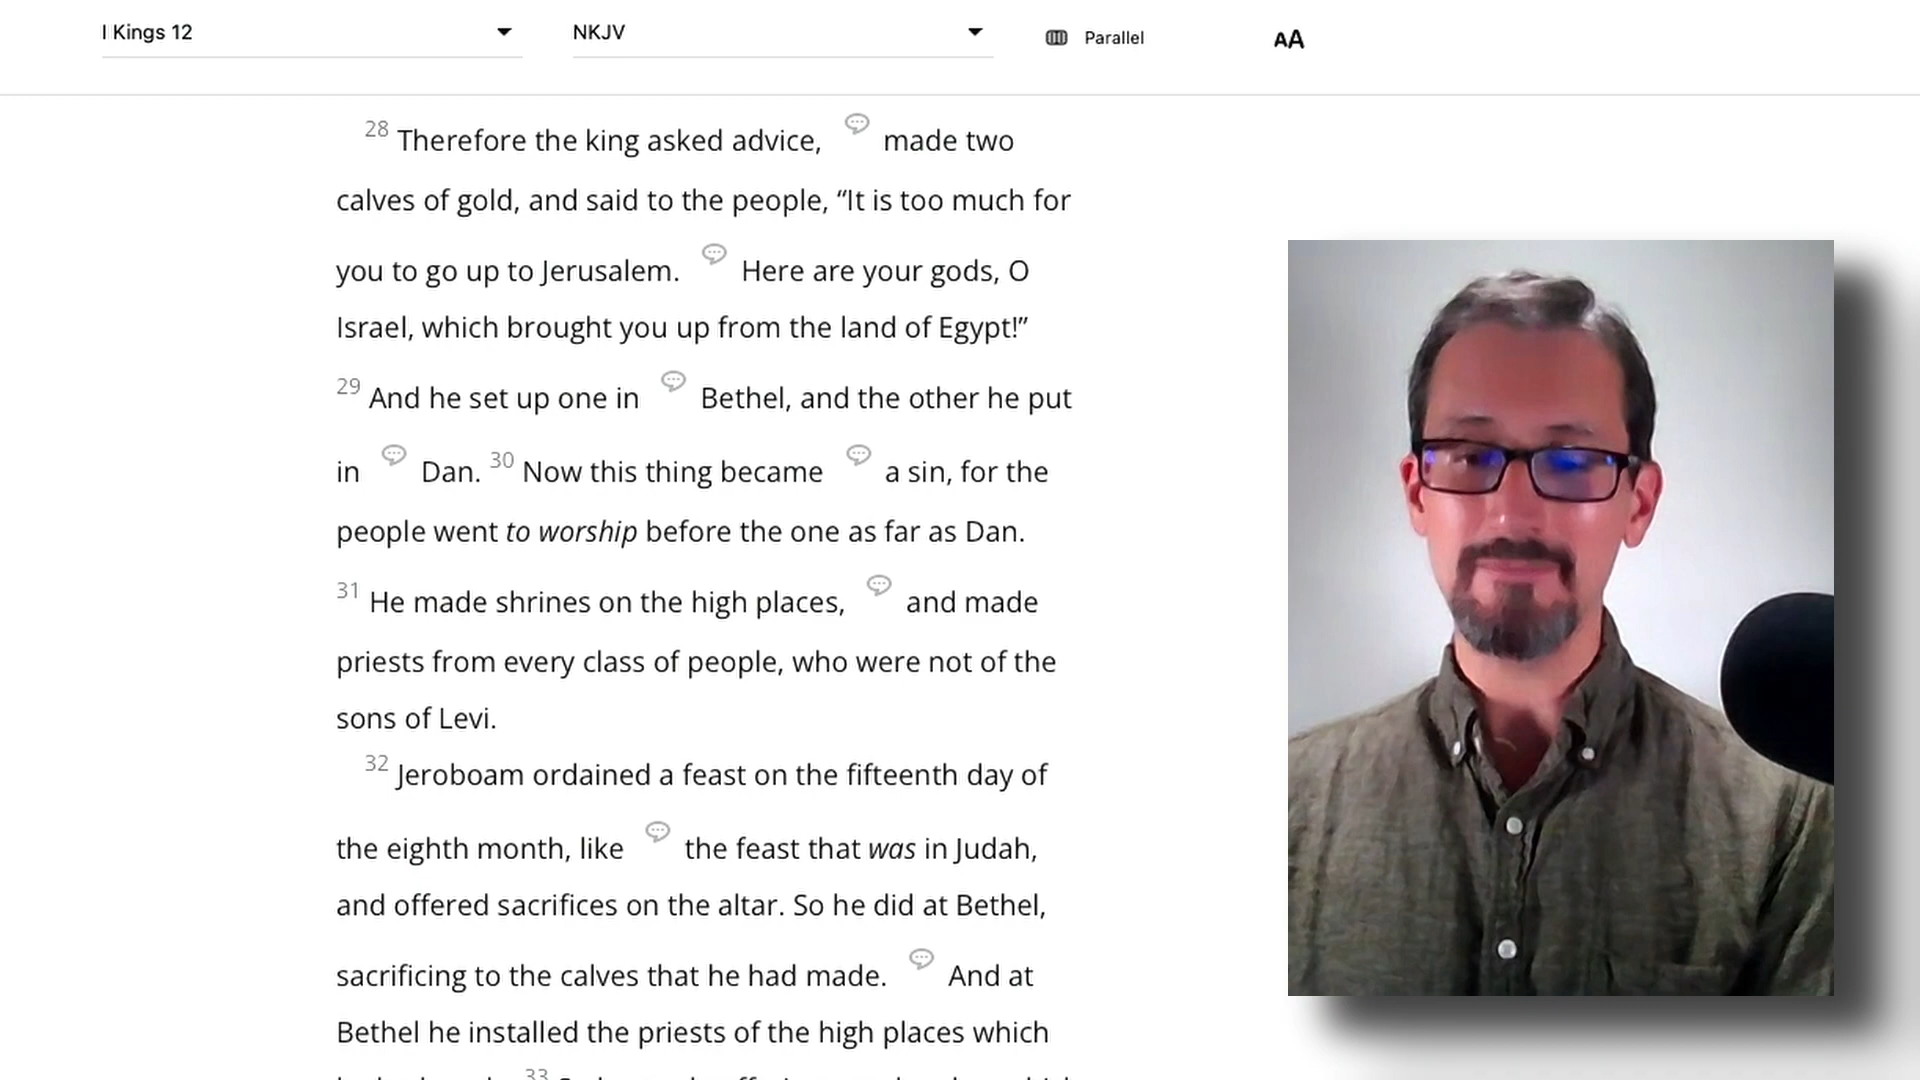 I Kings 12 NKJV Parallel AA
28 Therefore the king asked advice, made two
calves of gold, and said to the people, “It is too much for
you to go up to Jerusalem. Here are your gods, O
Israel, which brought you up from the land of Egypt!”
29 And he set up one in Bethel, and the other he put
in Dan. 30 Now this thing became a sin, for the
people went to worship before the one as far as Dan.
31 He made shrines on the high places, and made
priests from every class of people, who were not of the
sons of Levi.
32 Jeroboam ordained a feast on the fifteenth day of
the eighth month, like the feast that was in Judah,
and offered sacrifices on the altar. So he did at Bethel,
sacrificing to the calves that he had made. And at
Bethel he installed the priests of the high places which
33